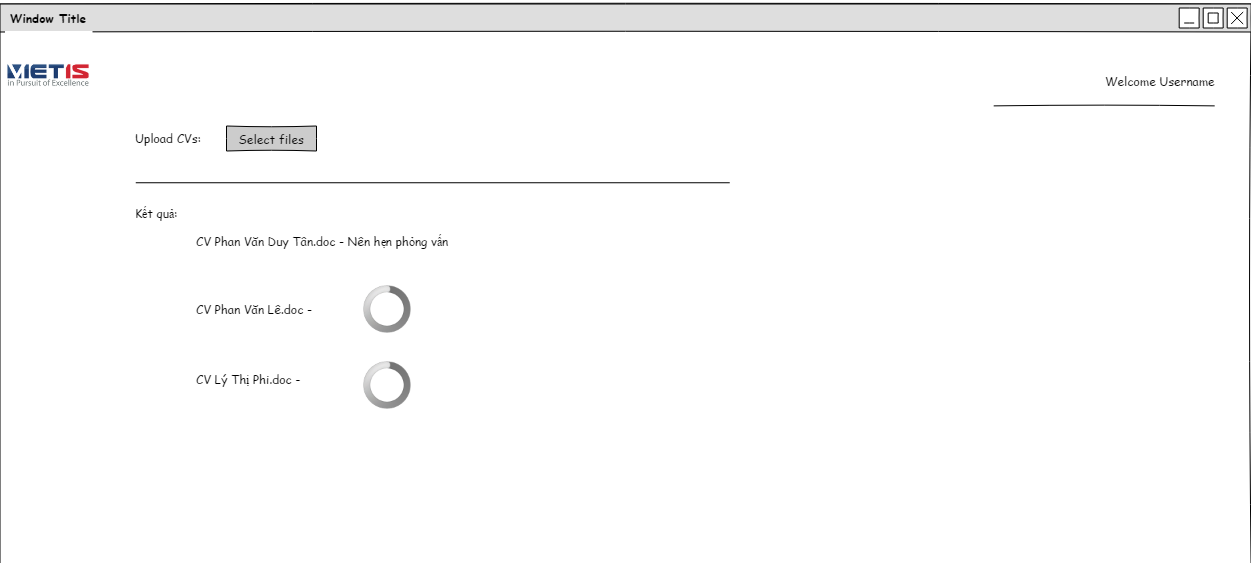 Window Title
VIETIS
in Pursuit of Excellence
Welcome Username
Upload CVs:
Select files
Kết quả:
CV Phan Văn Duy Tân.doc - Nên hẹn phỏng vấn
CV Phan Văn Lê.doc -
CV Lý Thị Phi.doc -